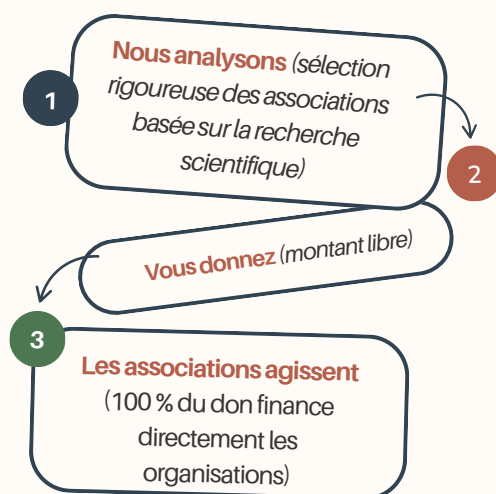 1
Nous analysons (sélection
rigoureuse des associations
basée sur la recherche
scientifique)
2
Vous donnez (montant libre)
3
Les associations agissent
(100 % du don finance
directement les
organisations)